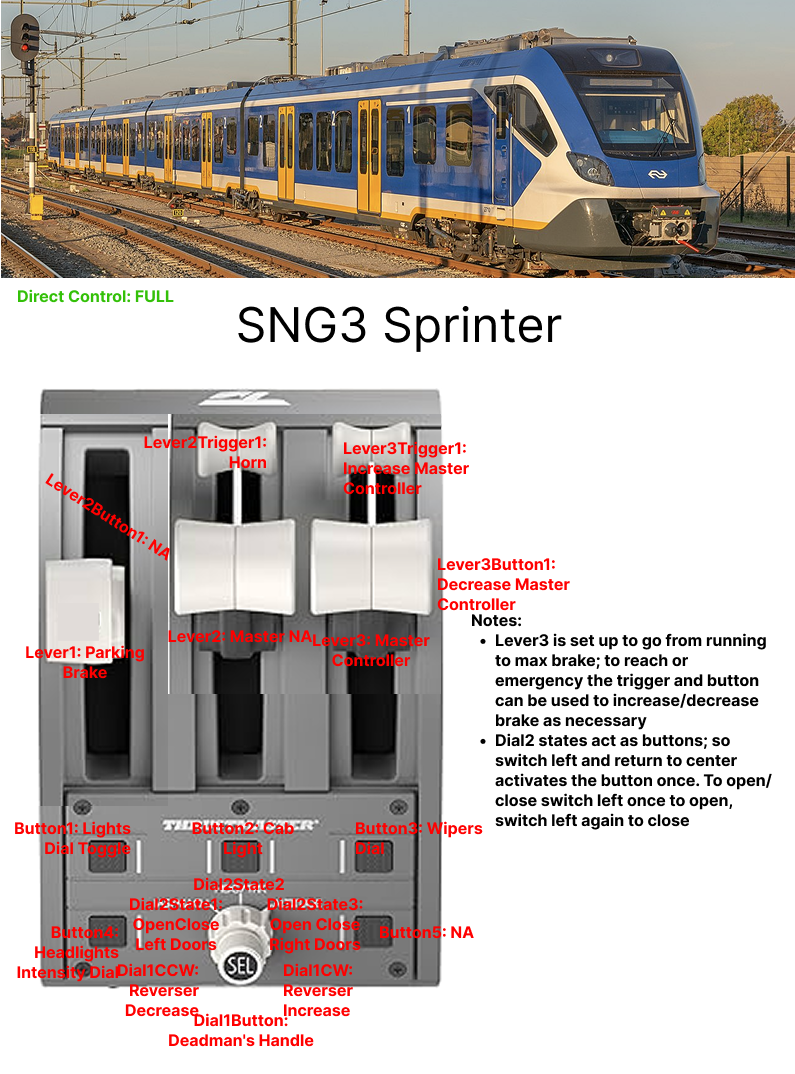 Direct Control: FULL
SNG3 Sprinter
Lever2Trigger1:
Horn
Lever3Trigger1:
Increase Master
Controller
Lever2Button1: NA
Lever3Button1:
Decrease Master
Controller
Lever1: Parking
Brake
Lever2: Master NA
Lever3: Master
Controller
Notes:
• Lever3 is set up to go from running
to max brake; to reach or
emergency the trigger and button
can be used to increase/decrease
brake as necessary
• Dial2 states act as buttons; so
switch left and return to center
activates the button once. To open/
close switch left once to open,
switch left again to close
THRUSTMASTER
Button1: Lights
Dial Toggle
Button2: Cab
Light
Button3: Wipers
Dial
Dial2State2
Dial2State1:
OpenClose
Left Doors
Dial2State3:
Open Close
Right Doors
Button4:
Headlights
Intensity Dial
Button5: NA
SEL
Dial1CCW:
Reverser
Decrease
Dial1CW:
Reverser
Increase
Dial1Button:
Deadman's Handle